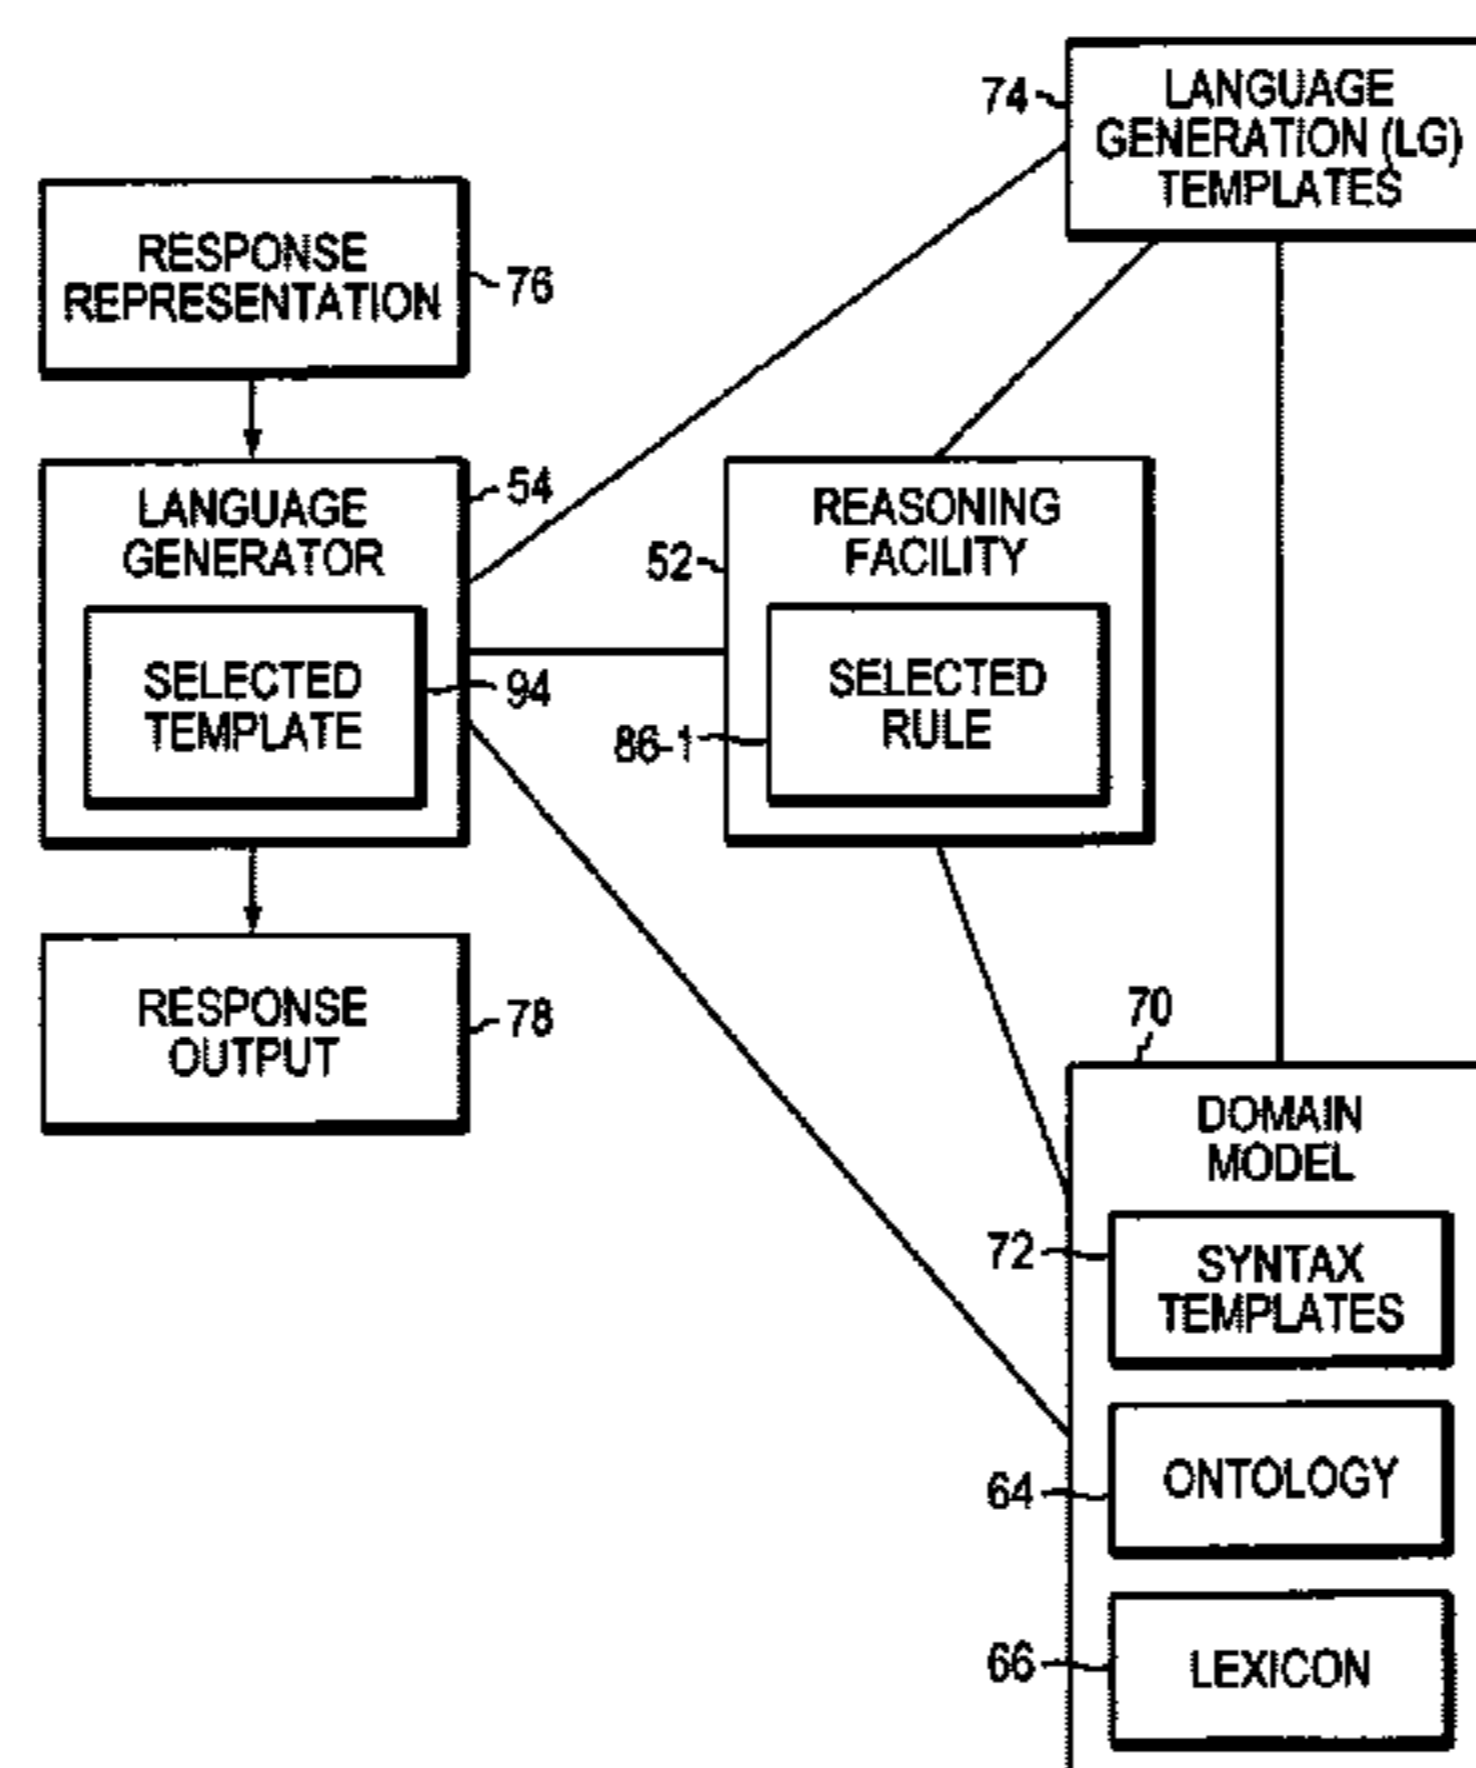 74
LANGUAGE
GENERATION (LG)
TEMPLATES
RESPONSE
REPRESENTATION
76
LANGUAGE
GENERATOR
54
SELECTED
TEMPLATE
94
REASONING
FACILITY
52
SELECTED
RULE
86-1
RESPONSE
OUTPUT
78
70
DOMAIN
MODEL
72
SYNTAX
TEMPLATES
64
ONTOLOGY
66
LEXICON